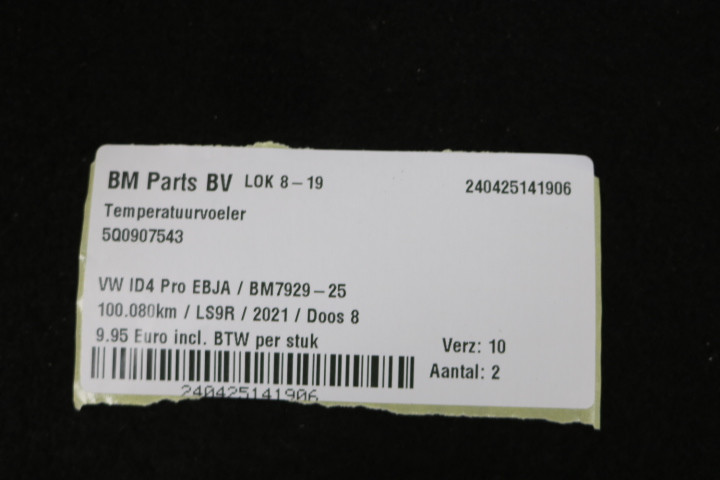 BM Parts BV LOK 8-19 240425141906
Temperatuurvoeler
5Q0907543
VW ID4 Pro EBJA / BM7929-25
100.080km / LS9R / 2021 / Doos 8
9.95 Euro incl. BTW per stuk
Verz: 10
Aantal: 2
240425141906